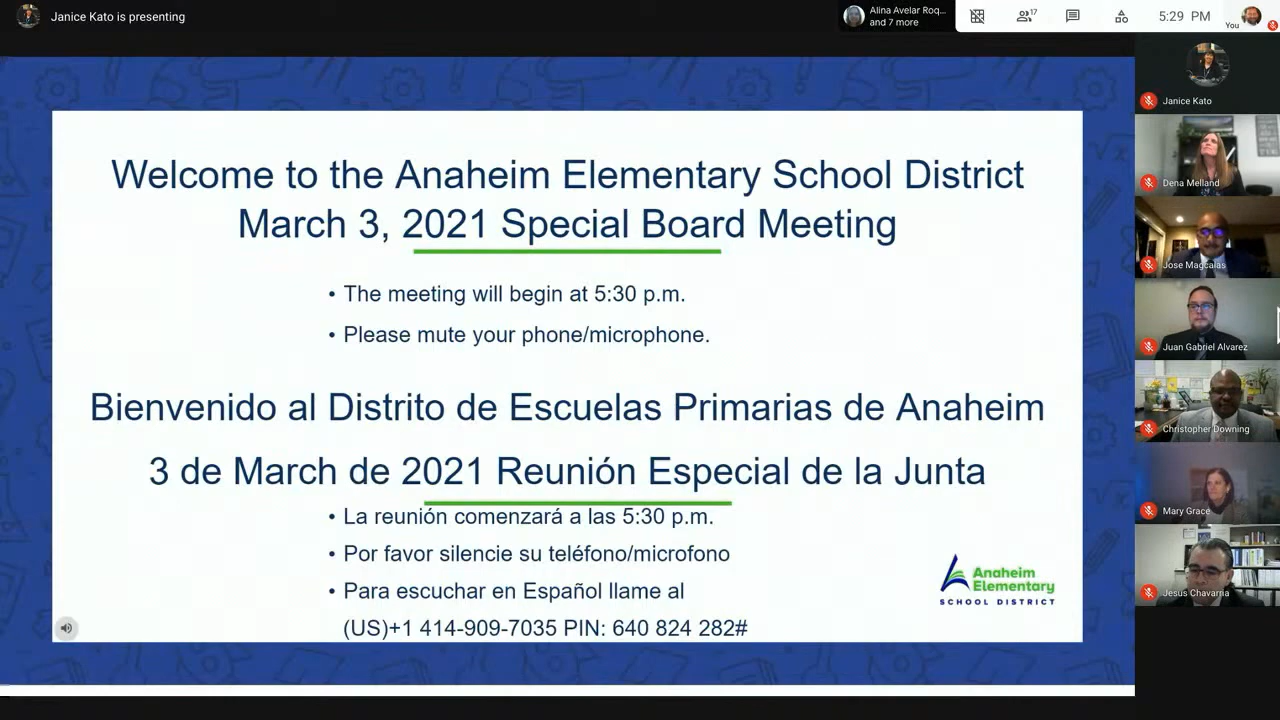 Janice Kato is presenting
Alina Avelar Roq...
and 7 more
17
5:29 PM
You
Welcome to the Anaheim Elementary School District
March 3, 2021 Special Board Meeting
• The meeting will begin at 5:30 p.m.
• Please mute your phone/microphone.
Bienvenido al Distrito de Escuelas Primarias de Anaheim
3 de March de 2021 Reunión Especial de la Junta
• La reunión comenzará a las 5:30 p.m.
• Por favor silencie su teléfono/microfono
• Para escuchar en Español llame al
(US)+1 414-909-7035 PIN: 640 824 282#
Anaheim
Elementary
SCHOOL DISTRICT
Janice Kato
Dena Melland
Jose Magcalas
Juan Gabriel Alvarez
Christopher Downing
Mary Grace
Jesus Chavarria